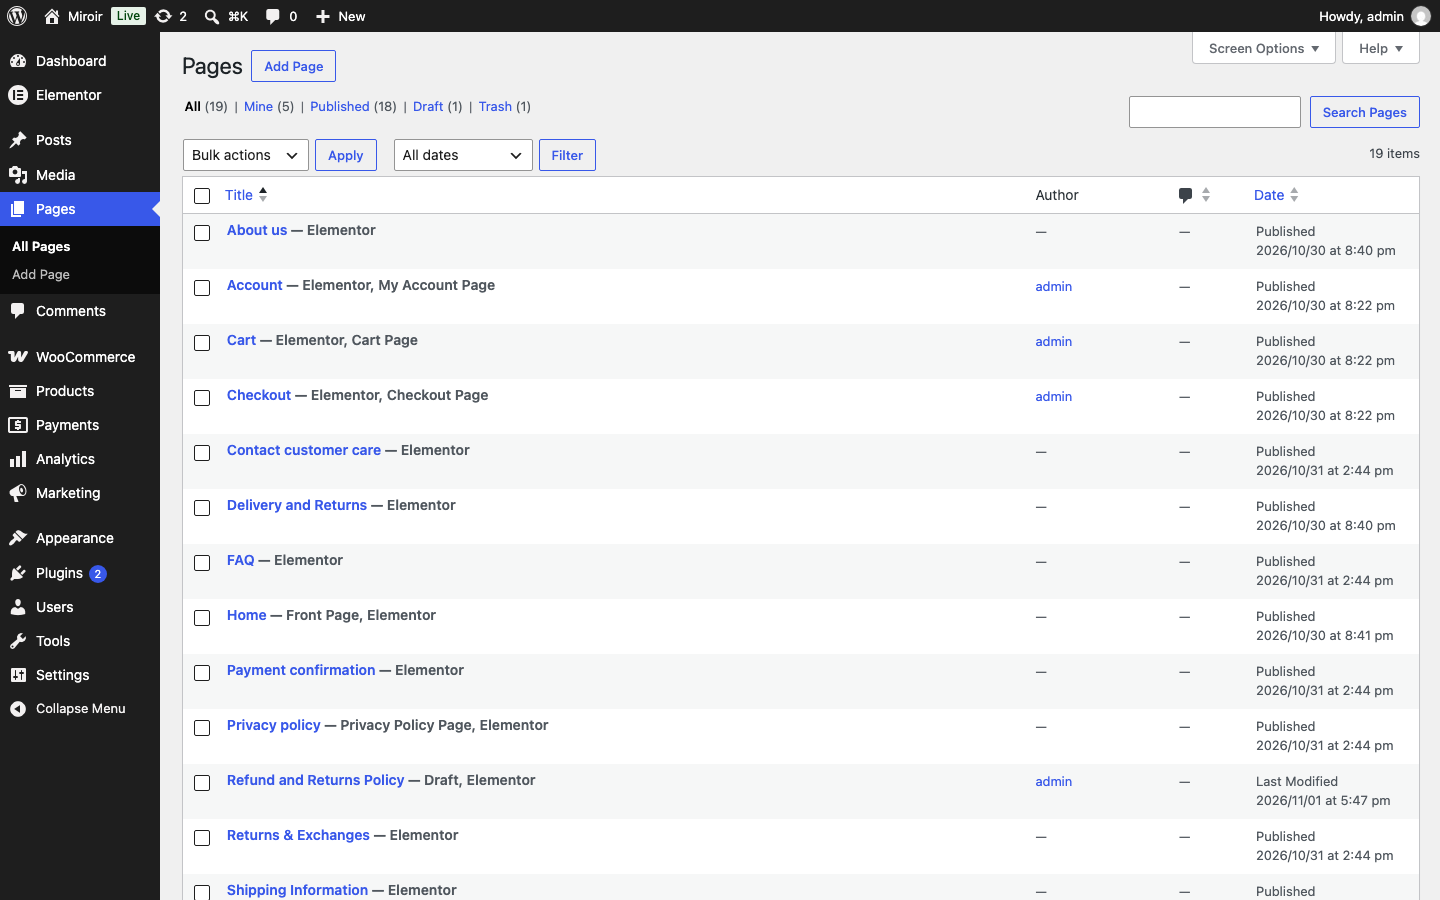 Miroir Live 2 ⌘K 0 New Howdy, admin
Dashboard
Elementor
Posts
Media
Pages
All Pages
Add Page
Comments
WooCommerce
Products
Payments
Analytics
Marketing
Appearance
Plugins 2
Users
Tools
Settings
Collapse Menu
Screen Options Help
Pages Add Page
All (19) | Mine (5) | Published (18) | Draft (1) | Trash (1)
Search Pages
Bulk actions Apply All dates Filter
19 items
Title Author Date
About us — Elementor — — Published
2026/10/30 at 8:40 pm
Account — Elementor, My Account Page admin — Published
2026/10/30 at 8:22 pm
Cart — Elementor, Cart Page admin — Published
2026/10/30 at 8:22 pm
Checkout — Elementor, Checkout Page admin — Published
2026/10/30 at 8:22 pm
Contact customer care — Elementor — — Published
2026/10/31 at 2:44 pm
Delivery and Returns — Elementor — — Published
2026/10/30 at 8:40 pm
FAQ — Elementor — — Published
2026/10/31 at 2:44 pm
Home — Front Page, Elementor — — Published
2026/10/30 at 8:41 pm
Payment confirmation — Elementor — — Published
2026/10/31 at 2:44 pm
Privacy policy — Privacy Policy Page, Elementor — — Published
2026/10/31 at 2:44 pm
Refund and Returns Policy — Draft, Elementor admin — Last Modified
2026/11/01 at 5:47 pm
Returns & Exchanges — Elementor — — Published
2026/10/31 at 2:44 pm
Shipping Information — Elementor — — Published